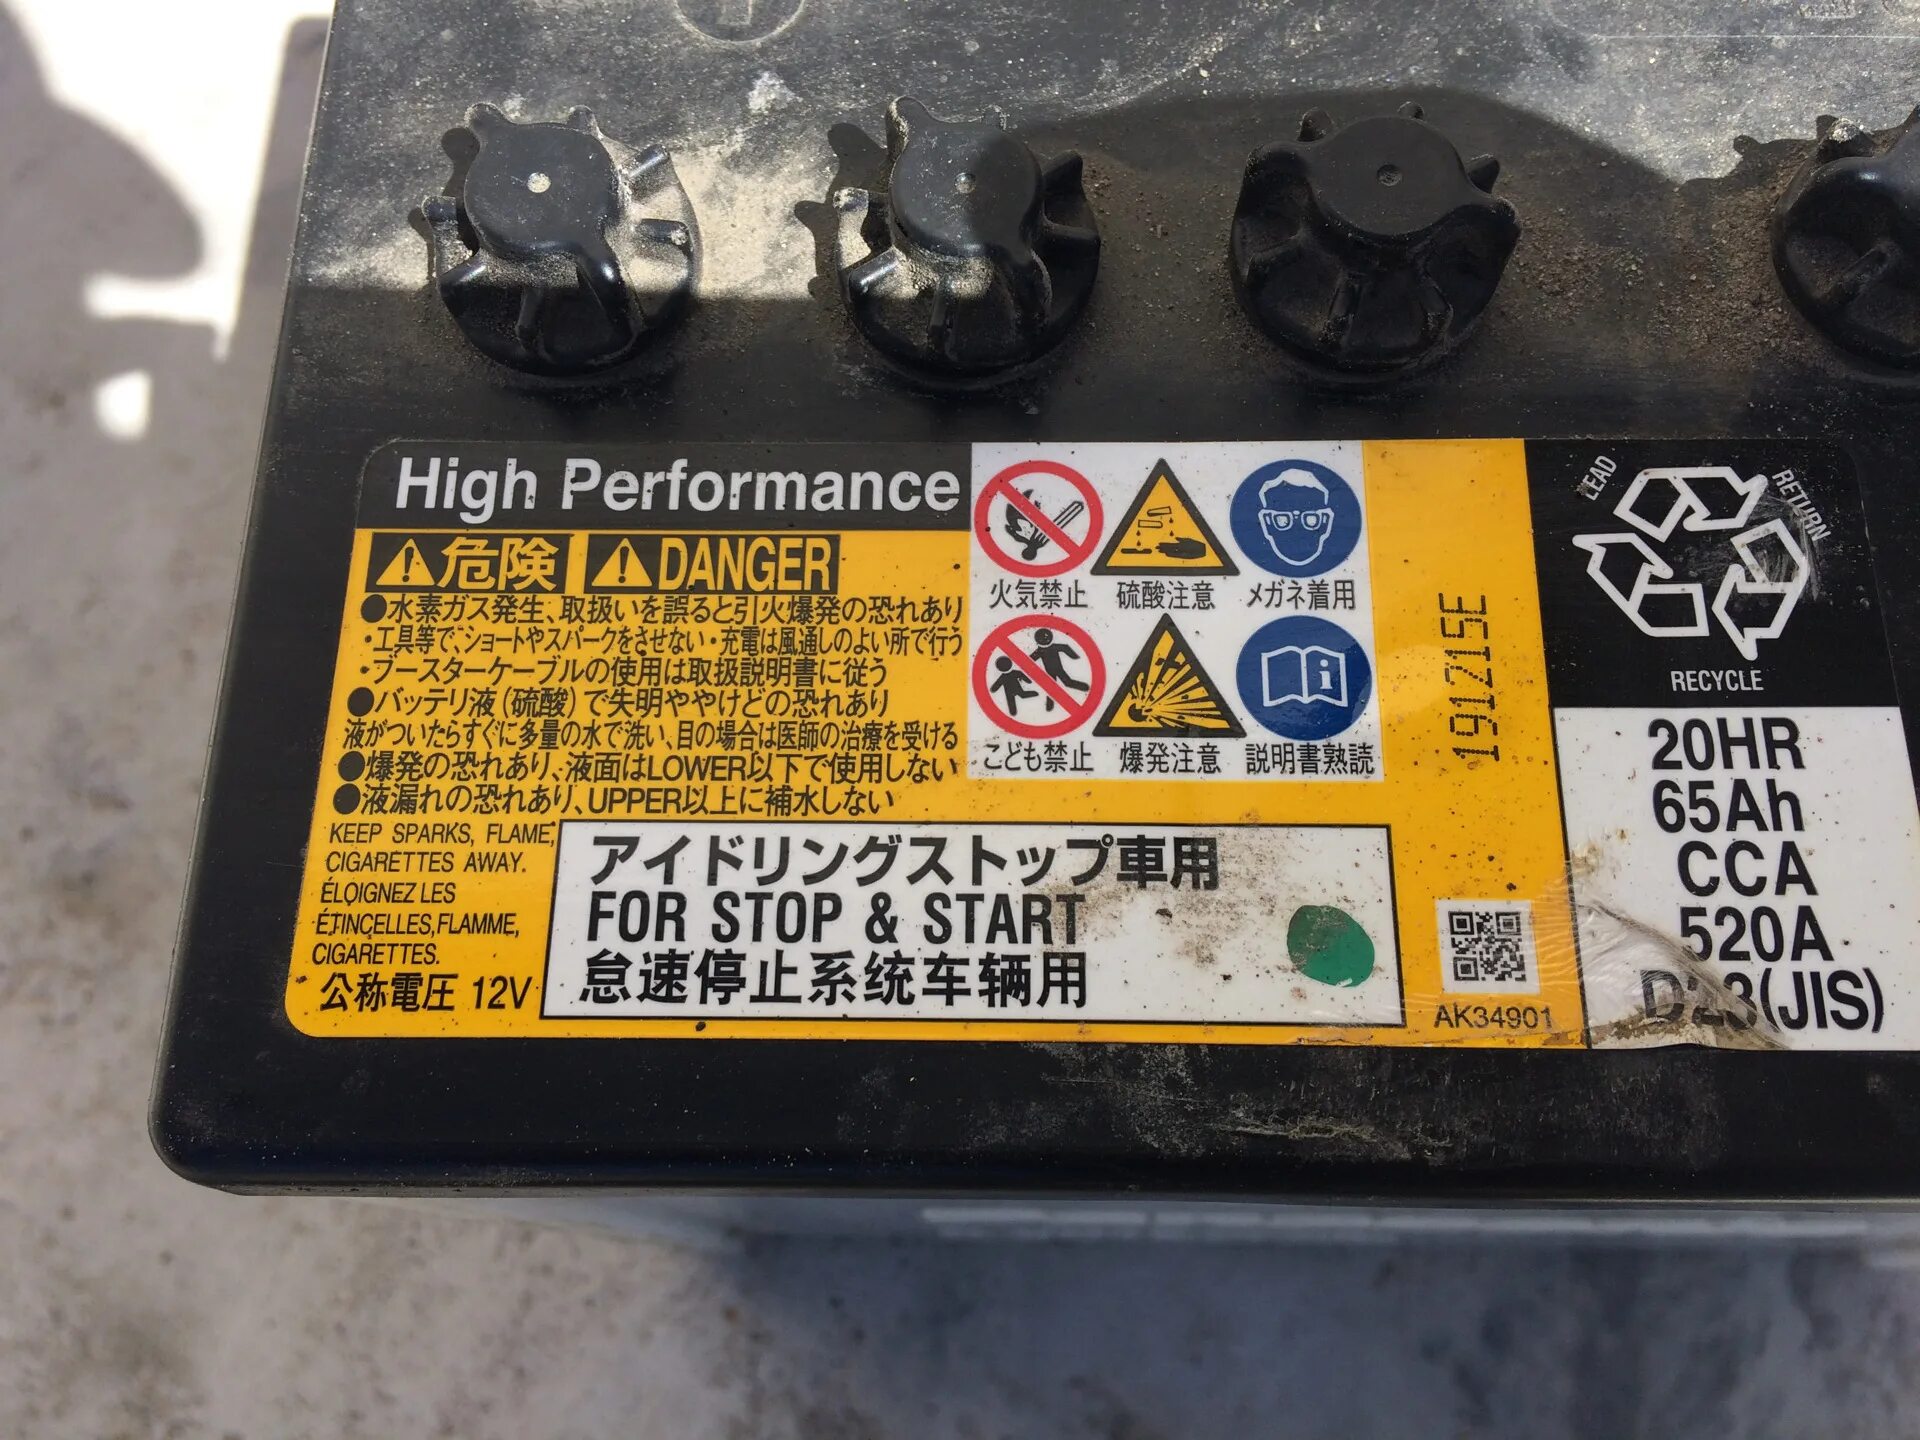 High Performance
危険 DANGER
●水素ガス発生、取扱いを誤ると引火爆発の恐れあり
・工具等で、ショートやスパークをさせない・充電は風通しのよい所で行う
・ブースターケーブルの使用は取扱説明書に従う
●バッテリ液(硫酸)で失明ややけどの恐れあり
液がついたらすぐに多量の水で洗い、目の場合は医師の治療を受ける
●爆発の恐れあり、液面はLOWER以下で使用しない
●液漏れの恐れあり、UPPER以上に補水しない
KEEP SPARKS, FLAME,
CIGARETTES AWAY.
ÉLOIGNEZ LES
ÉTINCELLES,FLAMME,
CIGARETTES.
公称電圧 12V
アイドリングストップ車用
FOR STOP & START
怠速停止系统车辆用
火気禁止 硫酸注意 メガネ着用
こども禁止 爆発注意 説明書熟読
191215E
AK34901
LEAD
RETURN
RECYCLE
20HR
65Ah
CCA
520A
D23(JIS)